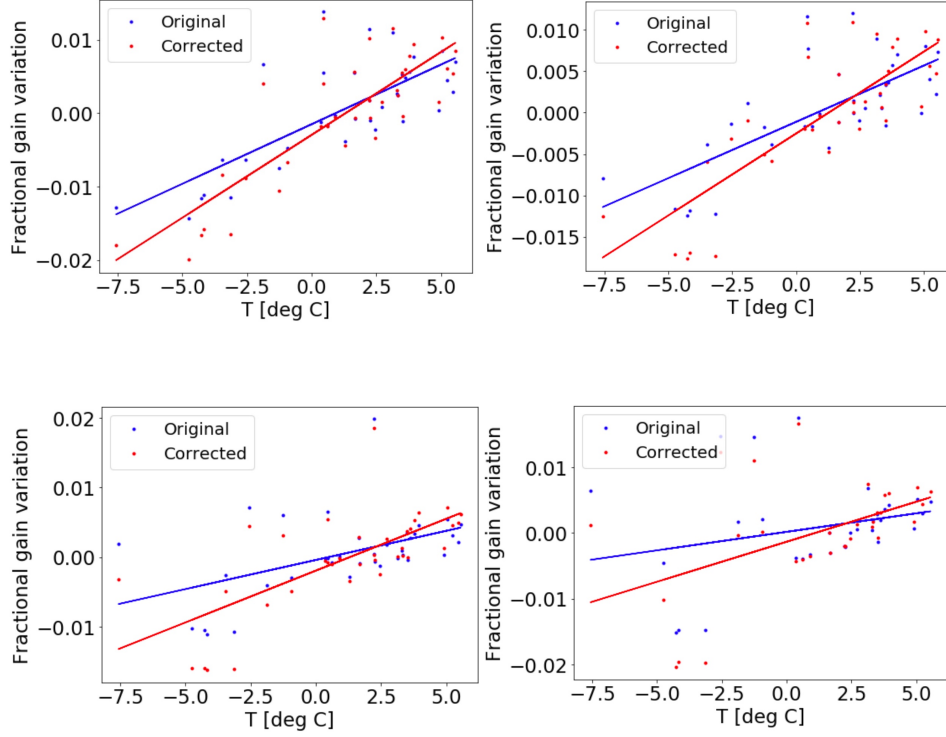 Fractional gain variation
0.01
0.00
−0.01
−0.02
Original
Corrected
−7.5 −5.0 −2.5 0.0 2.5 5.0
T [deg C]
Fractional gain variation
0.010
0.005
0.000
−0.005
−0.010
−0.015
Original
Corrected
−7.5 −5.0 −2.5 0.0 2.5 5.0
T [deg C]
Fractional gain variation
0.02
0.01
0.00
−0.01
Original
Corrected
−7.5 −5.0 −2.5 0.0 2.5 5.0
T [deg C]
Fractional gain variation
0.01
0.00
−0.01
−0.02
Original
Corrected
−7.5 −5.0 −2.5 0.0 2.5 5.0
T [deg C]